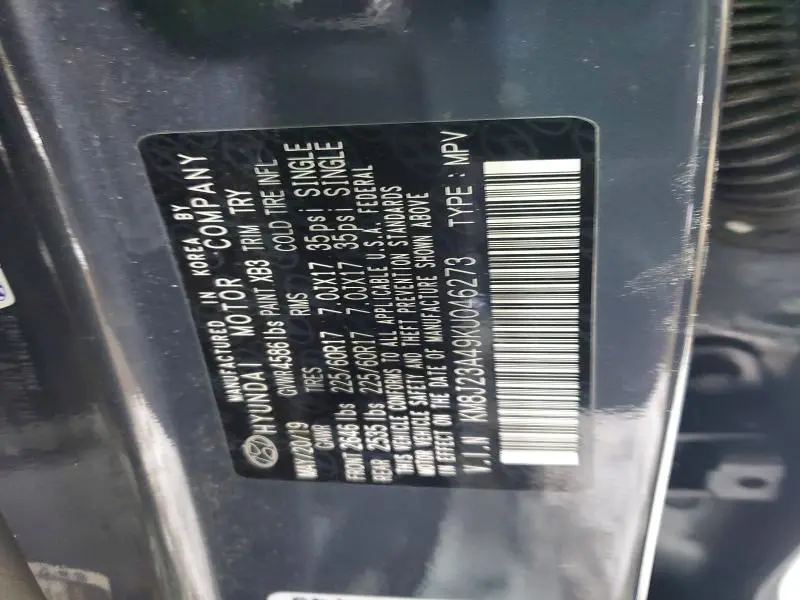 MANUFACTURED IN KOREA BY
HYUNDAI MOTOR COMPANY
MAY/20/19 GVWR 4586 lbs PAINT XB3 TRIM TRY
GAWR TIRES RIMS COLD TIRE INFL
FRONT 2646 lbs 225/60R17 7.0JX17 35psi SINGLE
REAR 2535 lbs 225/60R17 7.0JX17 35psi SINGLE
THIS VEHICLE CONFORMS TO ALL APPLICABLE U.S.A. FEDERAL
MOTOR VEHICLE SAFETY AND THEFT PREVENTION STANDARDS
IN EFFECT ON THE DATE OF MANUFACTURE SHOWN ABOVE
V.I.N KM8J23A49KU046273 TYPE : MPV